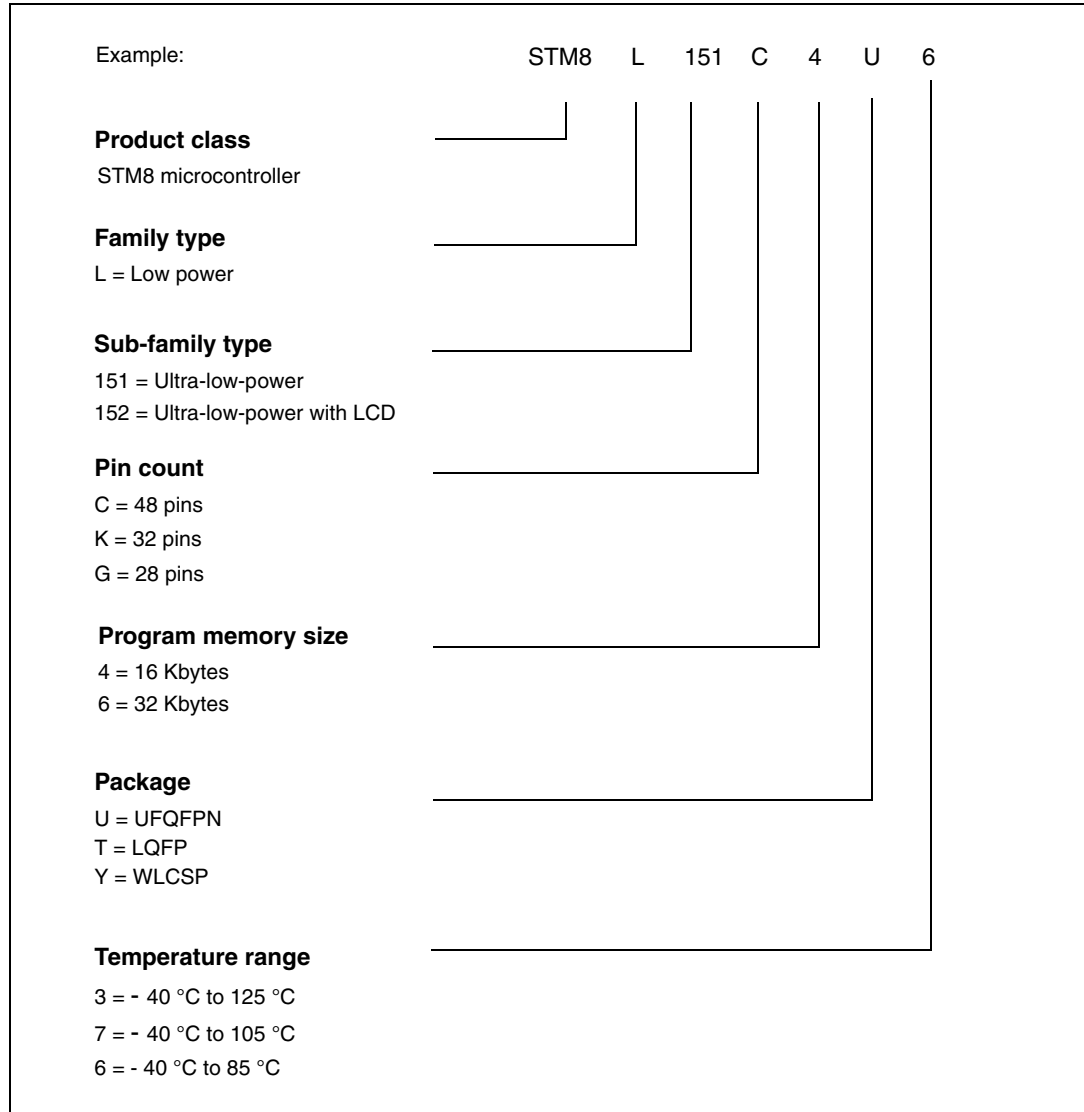 Example: STM8 L 151 C 4 U 6
Product class
STM8 microcontroller
Family type
L = Low power
Sub-family type
151 = Ultra-low-power
152 = Ultra-low-power with LCD
Pin count
C = 48 pins
K = 32 pins
G = 28 pins
Program memory size
4 = 16 Kbytes
6 = 32 Kbytes
Package
U = UFQFPN
T = LQFP
Y = WLCSP
Temperature range
3 = - 40 °C to 125 °C
7 = - 40 °C to 105 °C
6 = - 40 °C to 85 °C